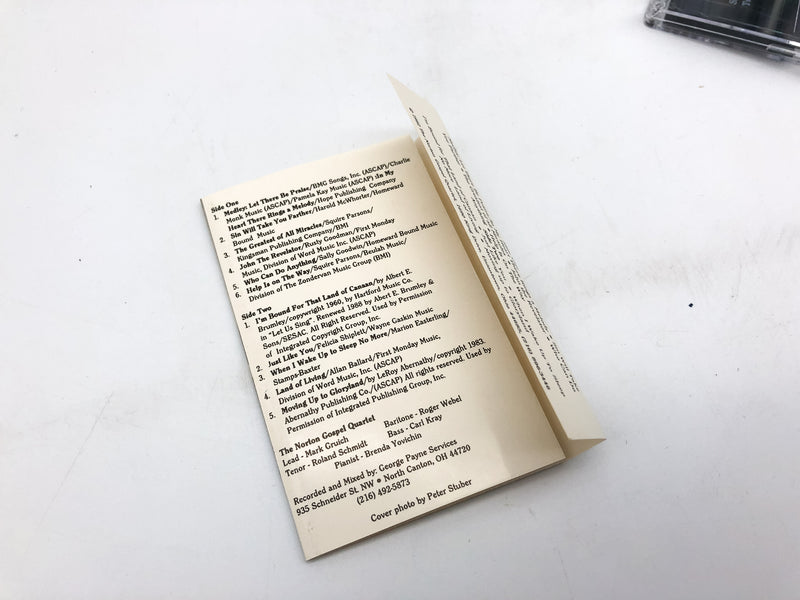 Side One
1. Medley: Let There Be Praise/BMG Songs, Inc. (ASCAP)/Charlie
Monk Music (ASCAP)/Pamela Kay Music (ASCAP) :In My
Heart There Rings a Melody/Hope Publishing Company
2. Sin Will Take You Farther/Harold McWhorter/Homeward
Bound Music
3. The Greatest of All Miracles/Squire Parsons/
Kingsman Publishing Company/BMI
4. John The Revelator/Rusty Goodman/First Monday
Music, Division of Word Music Inc. (ASCAP)
5. Who Can Do Anything/Sally Goodwin/Homeward Bound Music
6. Help Is on The Way/Squire Parsons/Beulah Music/
Division of The Zondervan Music Group (BMI)
Side Two
1. I'm Bound For That Land of Canaan/by Albert E.
Brumley/copywright 1960, by Hartford Music Co.
in "Let Us Sing". Renewed 1988 by Abert E. Brumley &
Sons/SESAC. All Right Reserved. Used by Permission
of Integrated Copyright Group, Inc.
2. Just Like You/Felicia Shiplett/Wayne Gaskin Music
3. When I Wake Up to Sleep No More/Marion Easterling/
Stamps-Baxter
4. Land of Living/Allan Ballard/First Monday Music,
Division of Word Music, Inc. (ASCAP)
5. Moving Up to Gloryland/by LeRoy Abernathy/copyright 1983.
Abernathy Publishing Co./(ASCAP) All rights reserved. Used by
Permission of Integrated Publishing Group, Inc.
The Norton Gospel Quartet
Lead - Mark Gruich Baritone - Roger Webel
Tenor - Roland Schmidt Bass - Carl Kray
Pianist - Brenda Yovichin
Recorded and Mixed by: George Payne Services
935 Schneider St. NW • North Canton, OH 44720
(216) 492-5873
Cover photo by Peter Stuber